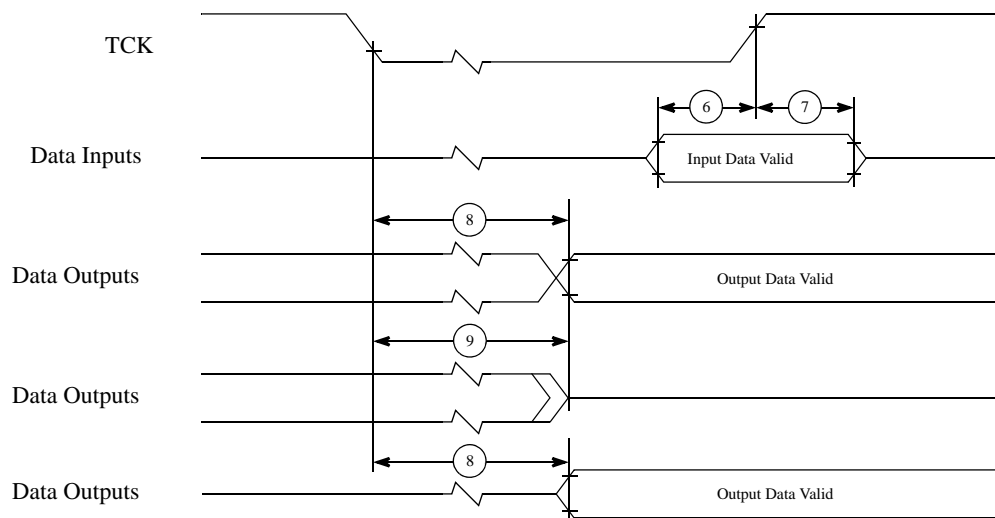 TCK
6
7
Data Inputs
Input Data Valid
8
Data Outputs
Output Data Valid
9
Data Outputs
8
Data Outputs
Output Data Valid